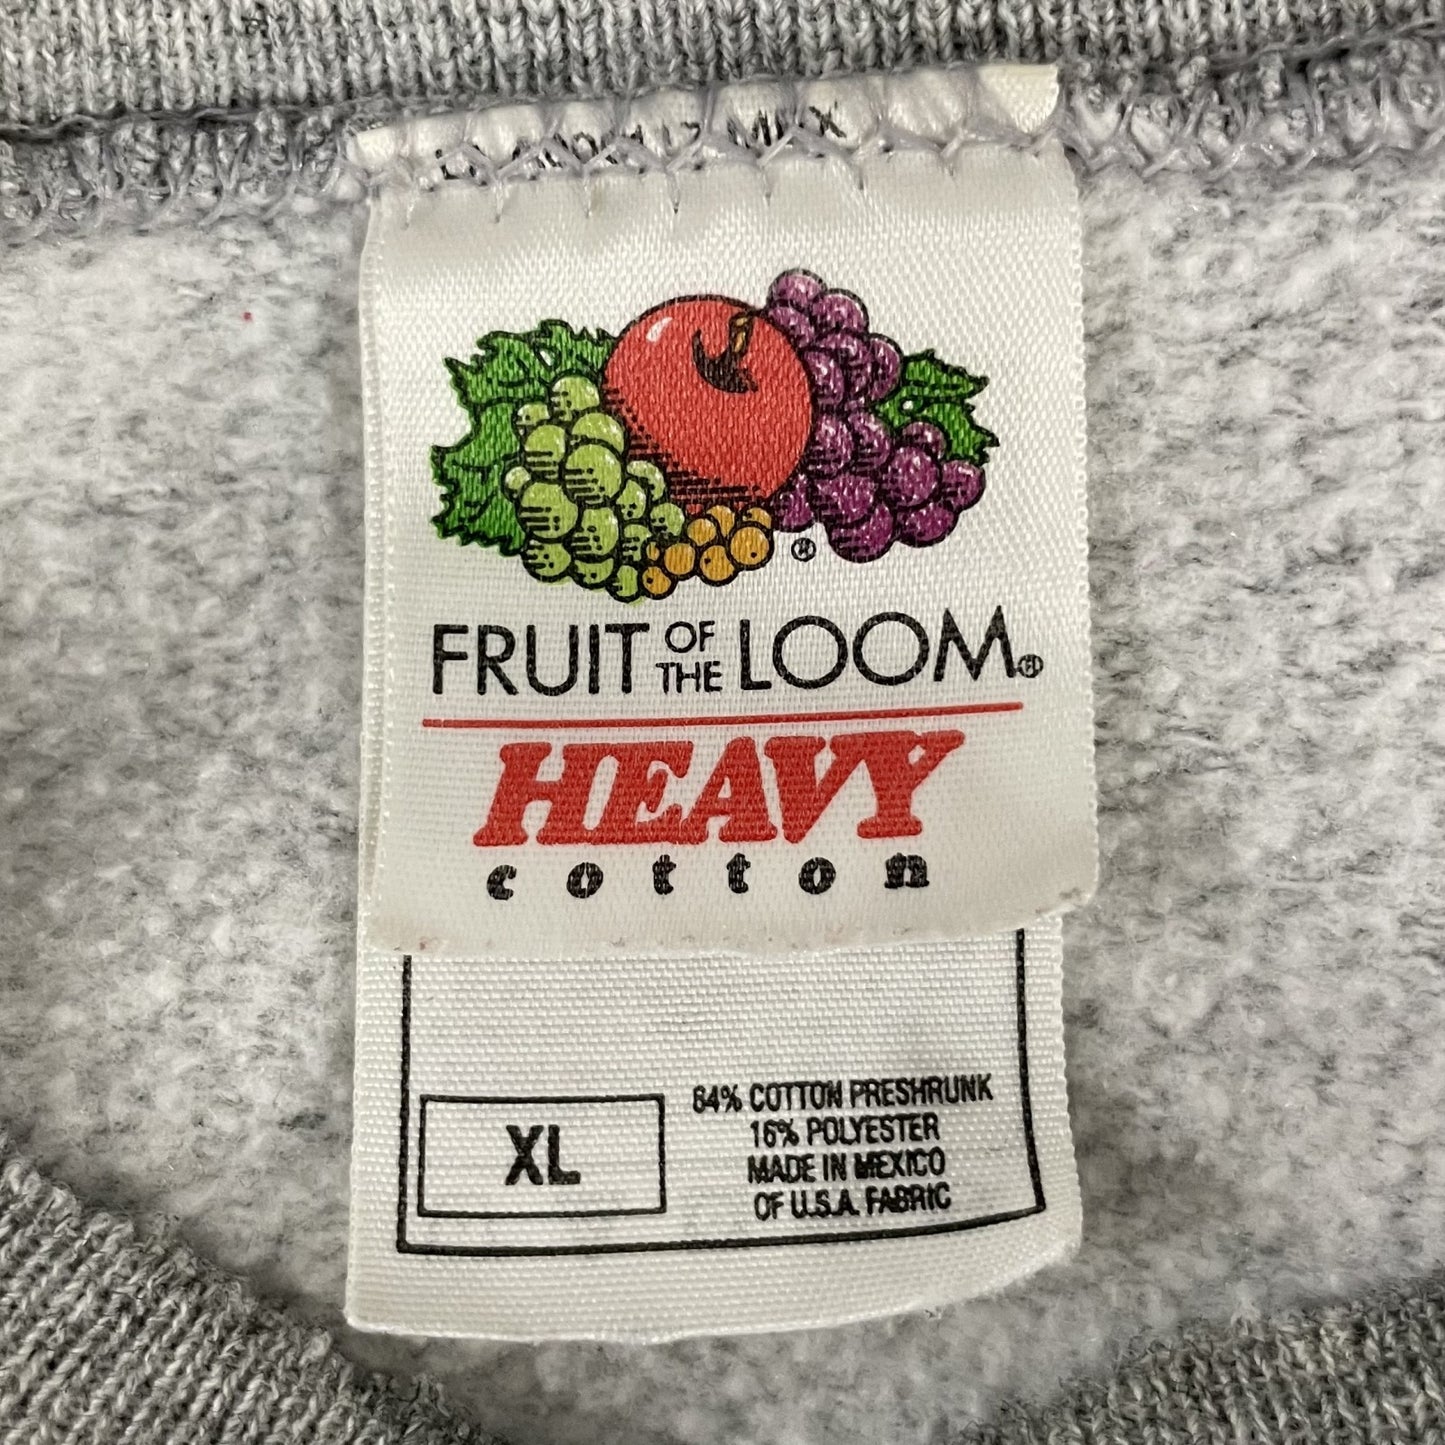 FRUIT OF THE LOOM®
HEAVY
cotton
XL
84% COTTON PRESHRUNK
16% POLYESTER
MADE IN MEXICO
OF U.S.A. FABRIC